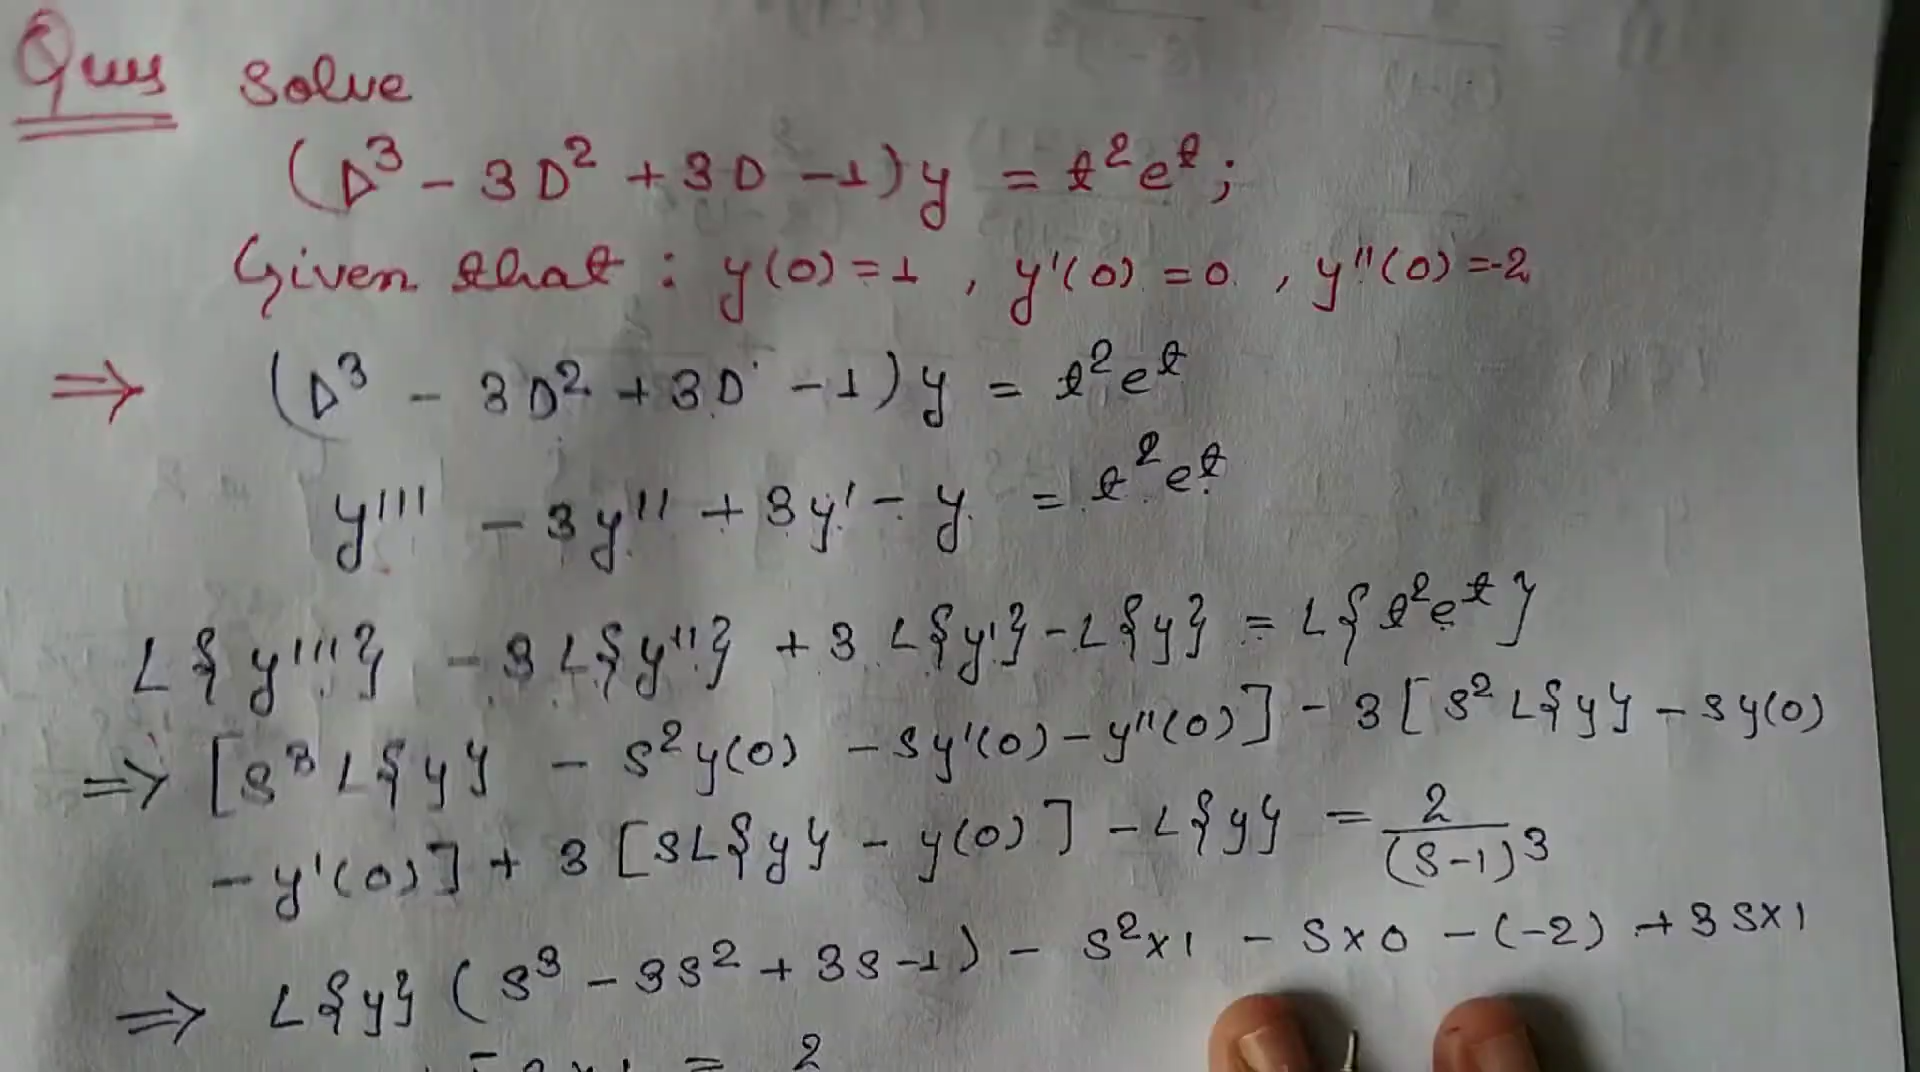 Ques Solve
(D³ - 3D² + 3D - 1)y = t²eᵗ;
Given that : y(0) = 1 , y'(0) = 0 , y''(0) = -2
⇒ (D³ - 3D² + 3D - 1)y = t²eᵗ
y''' - 3y'' + 3y' - y = t²eᵗ
L{y'''} - 3L{y''} + 3L{y'} - L{y} = L{t²eᵗ}
⇒ [S³L{y} - S²y(0) - Sy'(0) - y''(0)] - 3[S²L{y} - Sy(0)
- y'(0)] + 3[SL{y} - y(0)] - L{y} = 2/(S-1)³
⇒ L{y}(S³ - 3S² + 3S - 1) - S²×1 - S×0 - (-2) + 3S×1
= 2